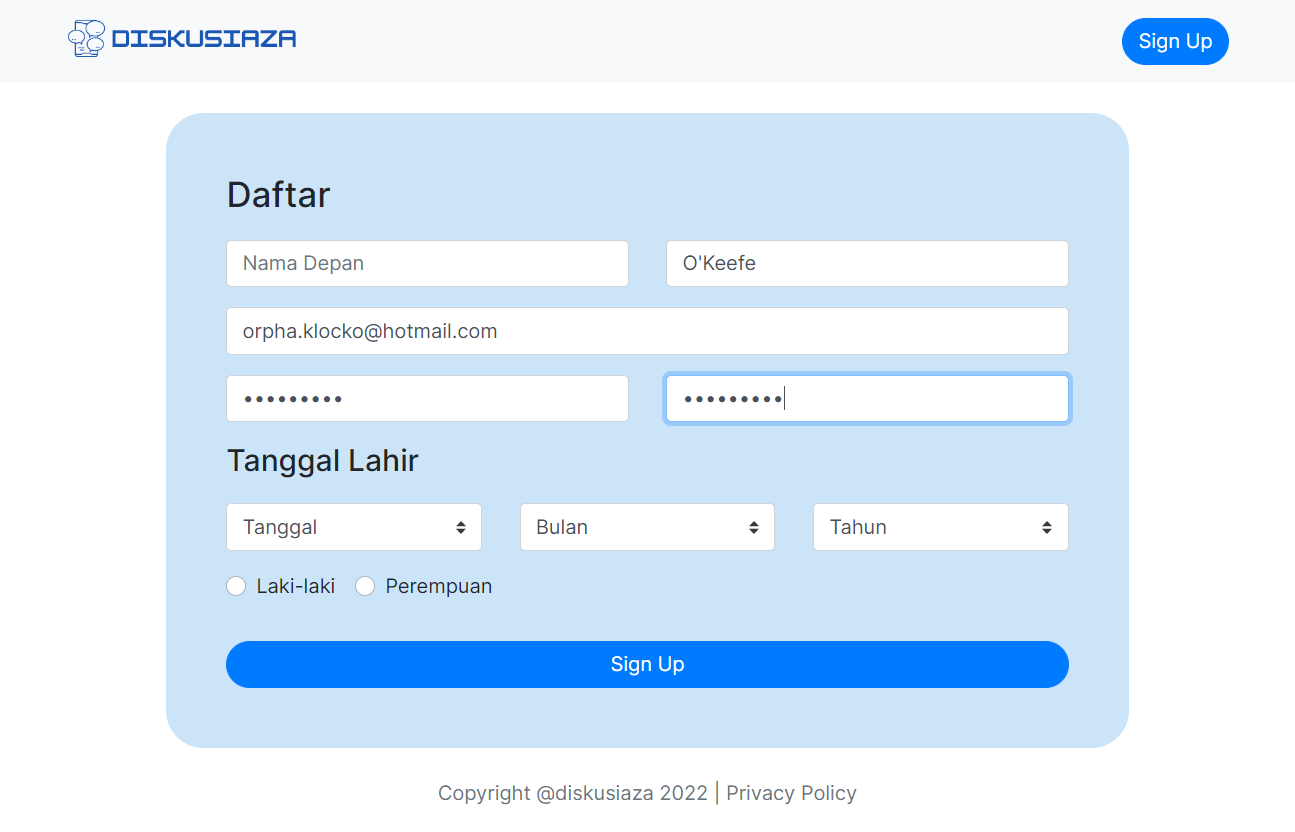 DISKUSIAZA Sign Up
Daftar
Nama Depan O'Keefe
orpha.klocko@hotmail.com
••••••••• •••••••••
Tanggal Lahir
Tanggal Bulan Tahun
Laki-laki Perempuan
Sign Up
Copyright @diskusiaza 2022 | Privacy Policy